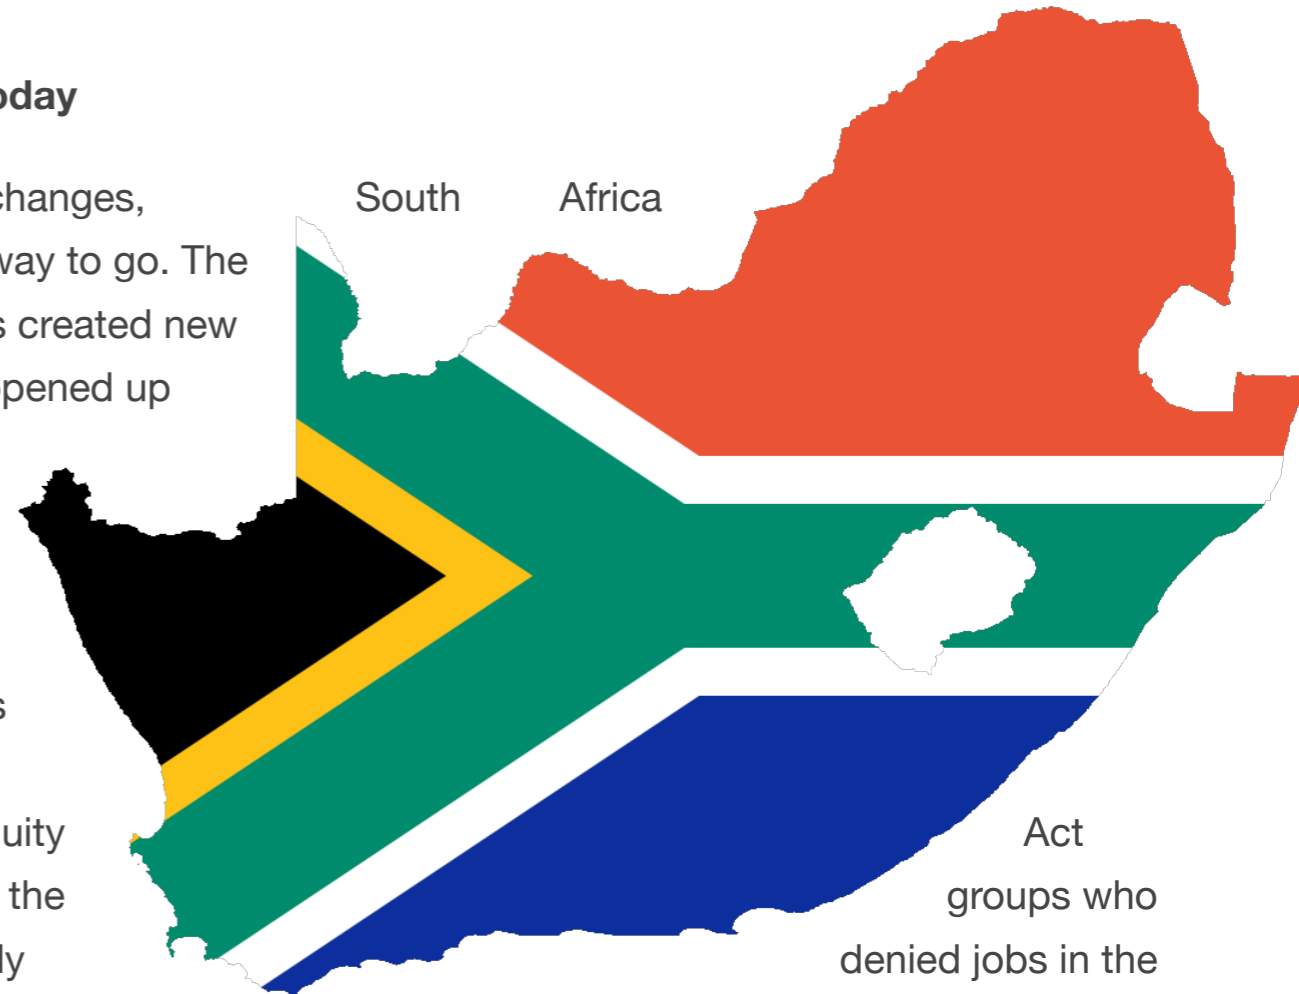 oday
changes, South Africa
way to go. The
s created new
opened up
s
uity Act
the groups who
ly denied jobs in the